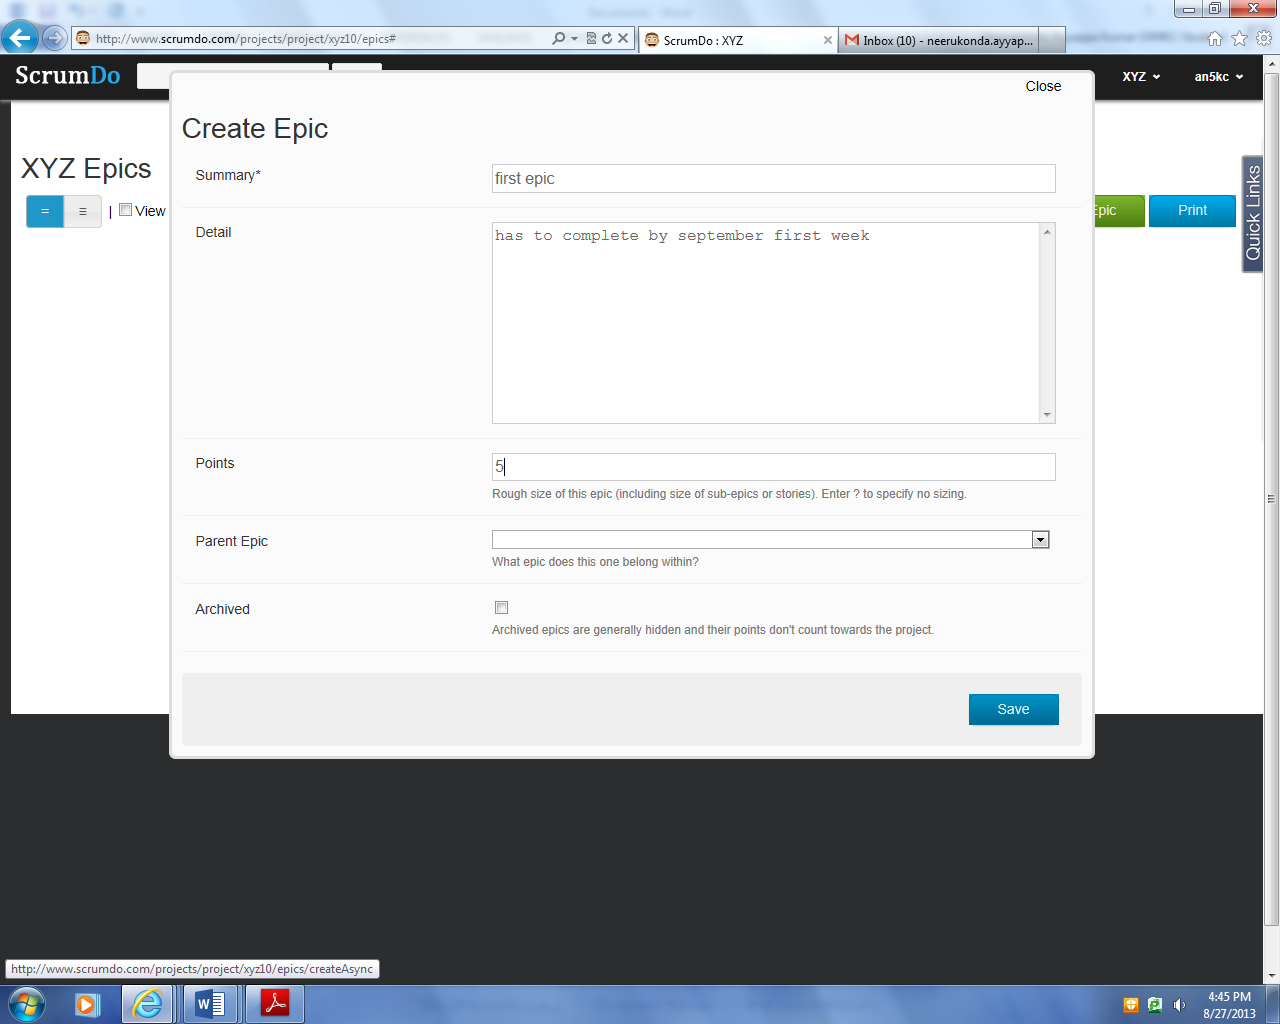 http://www.scrumdo.com/projects/project/xyz10/epics#
ScrumDo : XYZ
Inbox (10) - neerukonda.ayyap...
ScrumDo
XYZ
an5kc
Close
Create Epic
XYZ Epics
Summary*
first epic
| View
Epic
Print
Quick Links
Detail
has to complete by september first week
Points
5
Rough size of this epic (including size of sub-epics or stories). Enter ? to specify no sizing.
Parent Epic
What epic does this one belong within?
Archived
Archived epics are generally hidden and their points don't count towards the project.
Save
http://www.scrumdo.com/projects/project/xyz10/epics/createAsync
4:45 PM
8/27/2013